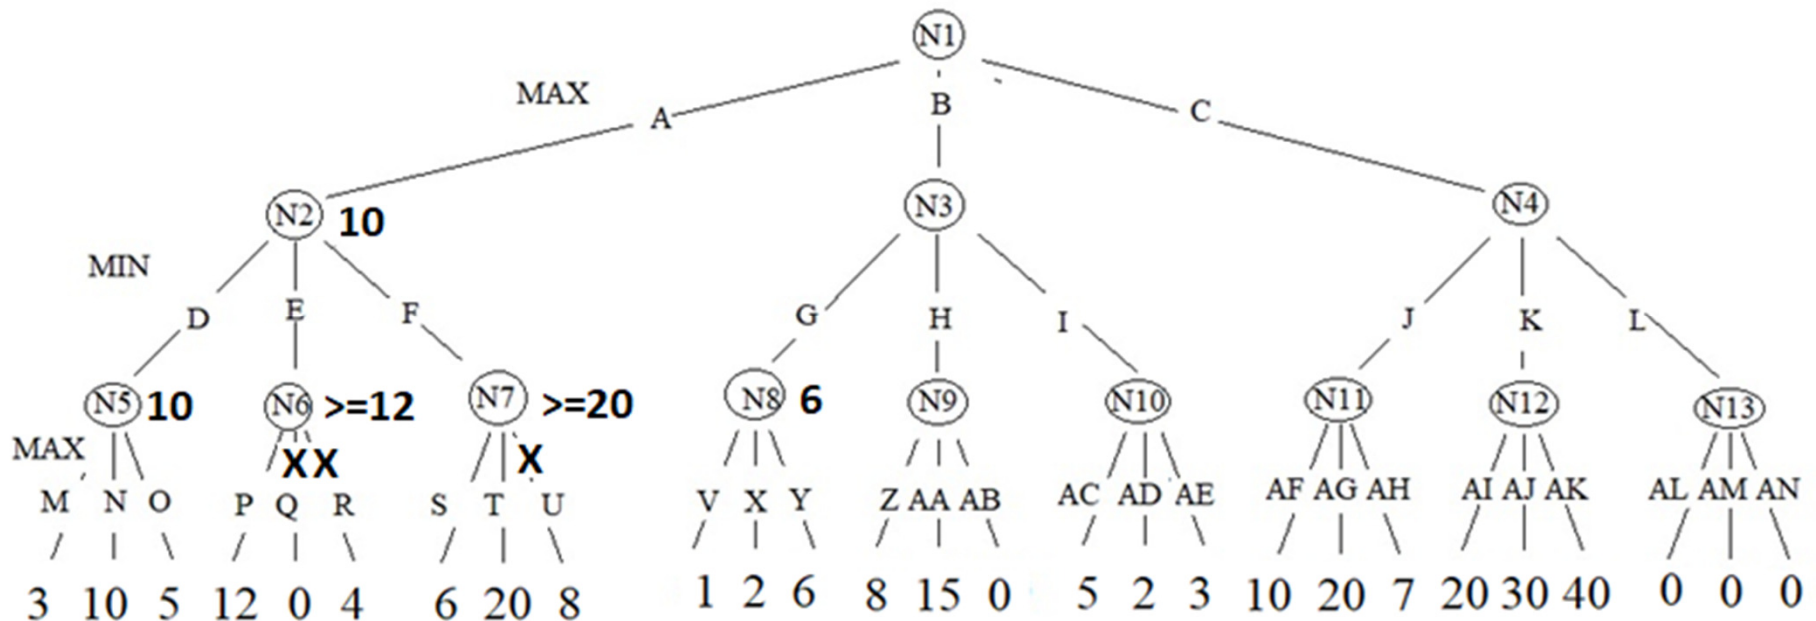 N1
MAX
A
B
C
N2 10
N3
N4
MIN
D
E
F
G
H
I
J
K
L
N5 10
N6 >=12
N7 >=20
N8 6
N9
N10
N11
N12
N13
MAX
X X
X
M N O P Q R S T U V X Y Z AA AB AC AD AE AF AG AH AI AJ AK AL AM AN
3 10 5 12 0 4 6 20 8 1 2 6 8 15 0 5 2 3 10 20 7 20 30 40 0 0 0